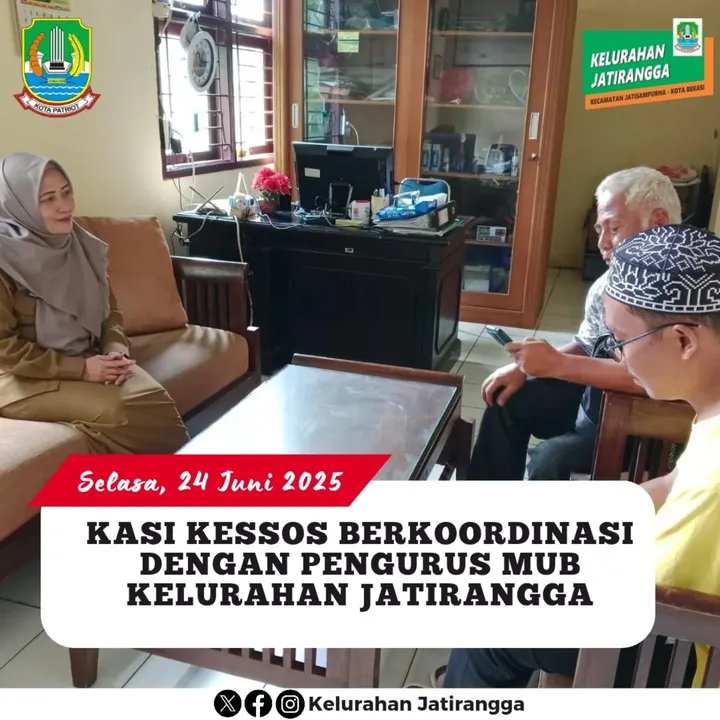 KOTA PATRIOT
KELURAHAN
JATIRANGGA
KECAMATAN JATISAMPURNA - KOTA BEKASI
Selasa, 24 Juni 2025
KASI KESSOS BERKOORDINASI
DENGAN PENGURUS MUB
KELURAHAN JATIRANGGA
Kelurahan Jatirangga